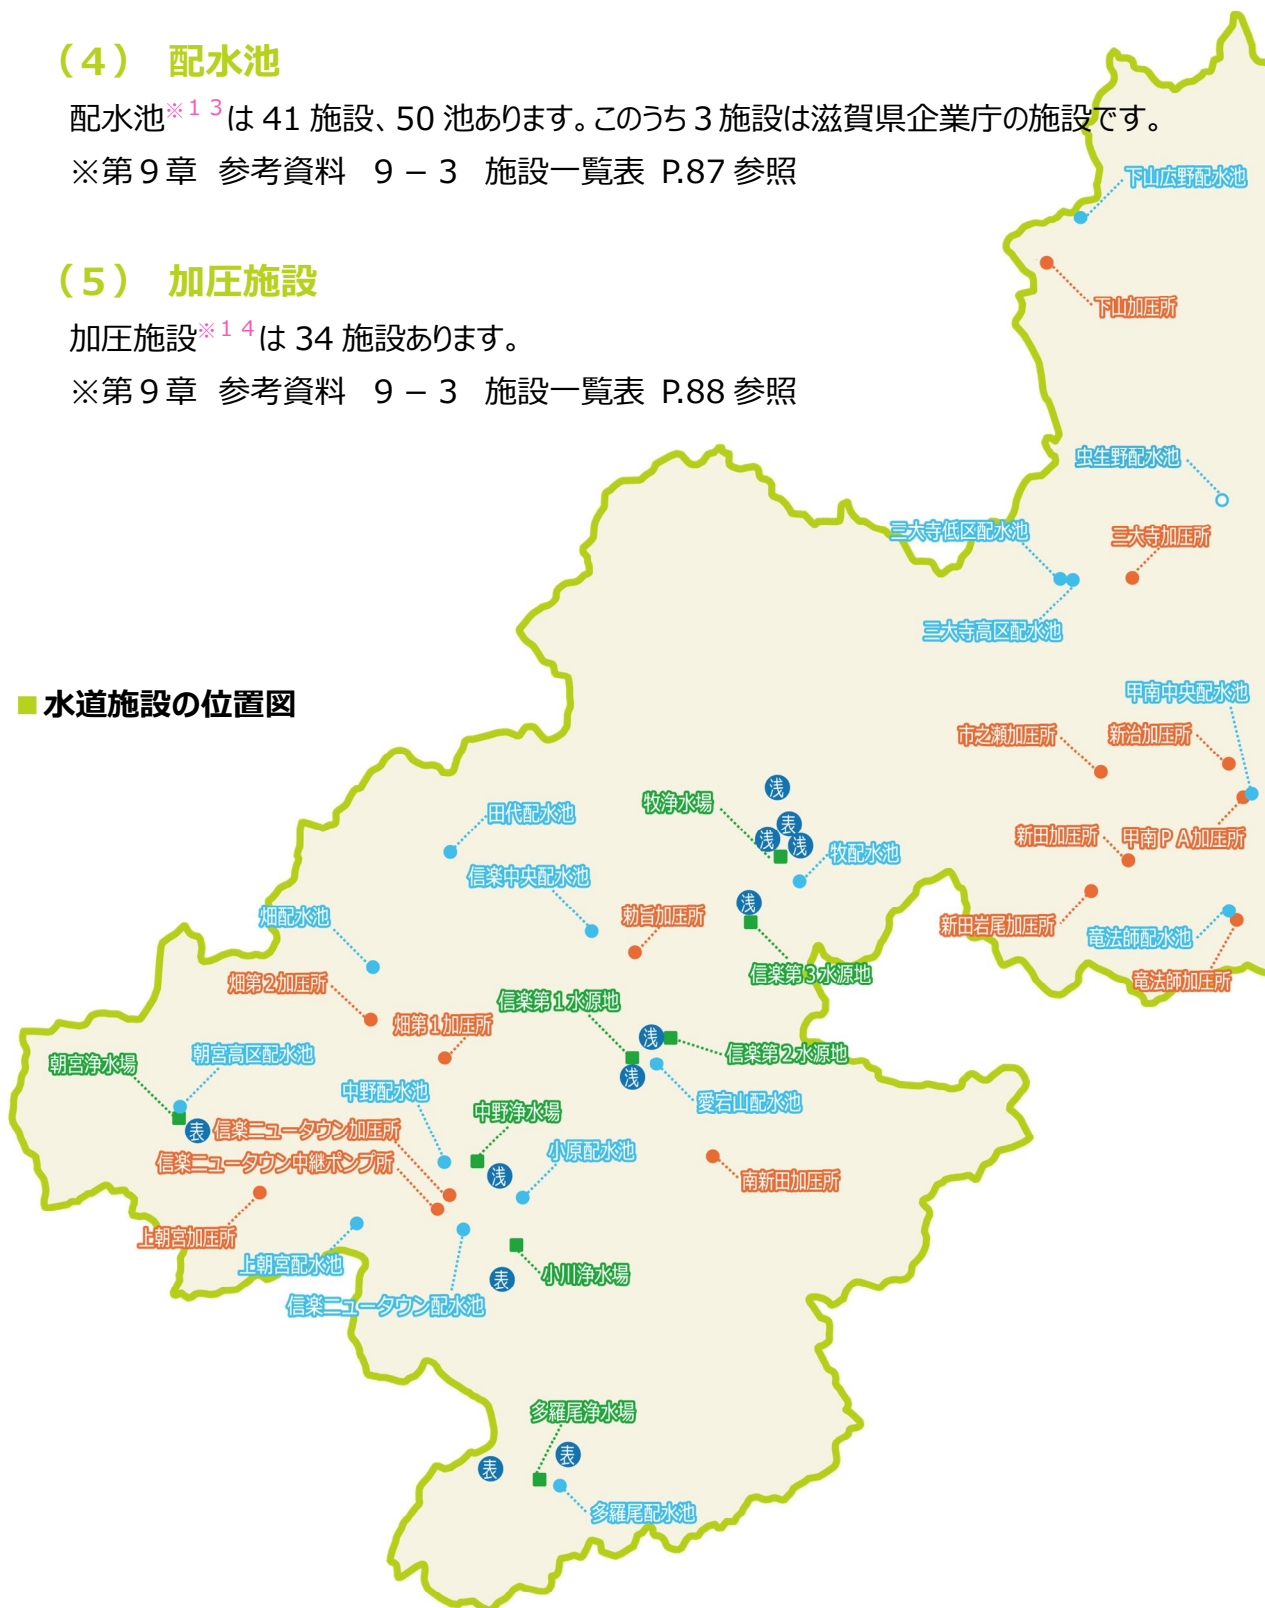 （4） 配水池
配水池※１３は 41 施設、50 池あります。このうち 3 施設は滋賀県企業庁の施設です。
※第９章 参考資料 ９－３ 施設一覧表 P.87 参照
（5） 加圧施設
加圧施設※１４は 34 施設あります。
※第９章 参考資料 ９－３ 施設一覧表 P.88 参照
下山広野配水池
下山加圧所
虫生野配水池
三大寺低区配水池
三大寺加圧所
三大寺高区配水池
■水道施設の位置図
甲南中央配水池
市之瀬加圧所
新治加圧所
浅
牧浄水場
田代配水池
表
浅
浅
新田加圧所
甲南ＰＡ加圧所
牧配水池
信楽中央配水池
浅
畑配水池
勅旨加圧所
新田岩尾加圧所
竜法師配水池
信楽第３水源地
竜法師加圧所
畑第２加圧所
信楽第１水源地
畑第１加圧所
浅
信楽第２水源地
朝宮浄水場
朝宮高区配水池
浅
中野配水池
愛宕山配水池
中野浄水場
表
信楽ニュータウン加圧所
小原配水池
信楽ニュータウン中継ポンプ所
浅
南新田加圧所
上朝宮加圧所
上朝宮配水池
表
小川浄水場
信楽ニュータウン配水池
多羅尾浄水場
表
表
多羅尾配水池